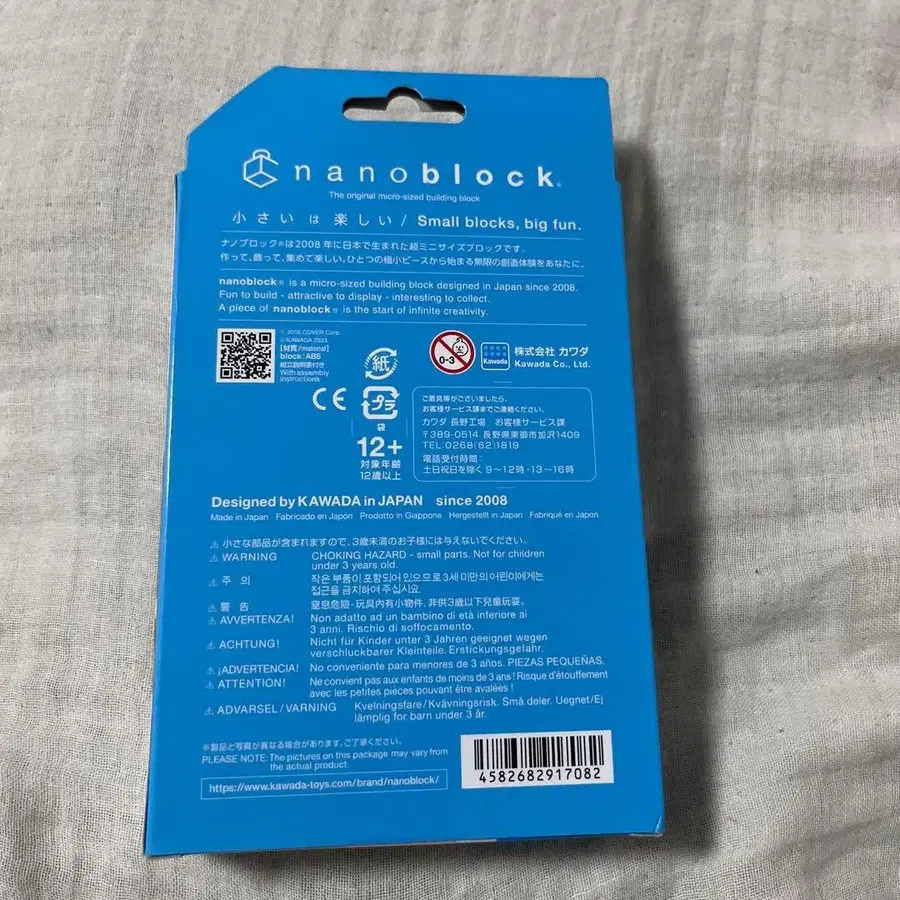 nanoblock®
The original micro-sized building block
小さいは楽しい / Small blocks, big fun.
ナノブロック®は2008年に日本で生まれた超ミニサイズブロックです。
作って、飾って、集めて楽しい、ひとつの極小ピースから始まる無限の創造体験をあなたに。
nanoblock® is a micro-sized building block designed in Japan since 2008.
Fun to build - attractive to display - interesting to collect.
A piece of nanoblock® is the start of infinite creativity.
© 2016 COVER Corp.
© KAWADA 2023
[材質/material]
block:ABS
組立説明書付き
With assembly
instructions
CE
紙
プラ
袋
12+
対象年齢
12歳以上
0-3
Kawada
株式会社 カワダ
Kawada Co., Ltd.
ご意見等がございましたら、
お客様サービス課までご連絡ください。
カワダ 長野工場 お客様サービス課
〒389-0514 長野県東御市加沢1409
TEL:0268(62)1819
電話受付時間:
土日祝日を除く 9〜12時・13〜16時
Designed by KAWADA in JAPAN since 2008
Made in Japan Fabricado en Japón Prodotto in Giappone Hergestellt in Japan Fabriqué en Japon
⚠ 小さな部品が含まれますので、3歳未満のお子様には与えないでください。
⚠ WARNING CHOKING HAZARD - small parts. Not for children
under 3 years old.
⚠ 주 의 작은 부품이 포함되어 있으므로 3세 미만의 어린이에게는
접근을 금지하여 주십시요.
⚠ 警 告 窒息危險 - 玩具內有小物件, 非供3歲以下兒童玩耍.
⚠ AVVERTENZA! Non adatto ad un bambino di età inferiore ai
3 anni. Rischio di soffocamento.
⚠ ACHTUNG! Nicht für Kinder unter 3 Jahren geeignet wegen
verschluckbarer Kleinteile. Erstickungsgefahr.
⚠ ¡ADVERTENCIA! No conveniente para menores de 3 años. PIEZAS PEQUEÑAS.
⚠ ATTENTION! Ne convient pas aux enfants de moins de 3 ans ! Risque d'étouffement
avec les petites pièces pouvant être avalées !
⚠ ADVARSEL / VARNING Kvelningsfare/Kvävningsrisk. Små deler. Uegnet/Ej
lämplig for barn under 3 år.
※製品と写真が異なる場合があります。ご了承ください。
PLEASE NOTE: The pictures on this package may vary from
the actual product.
https://www.kawada-toys.com/brand/nanoblock/
4582682917082